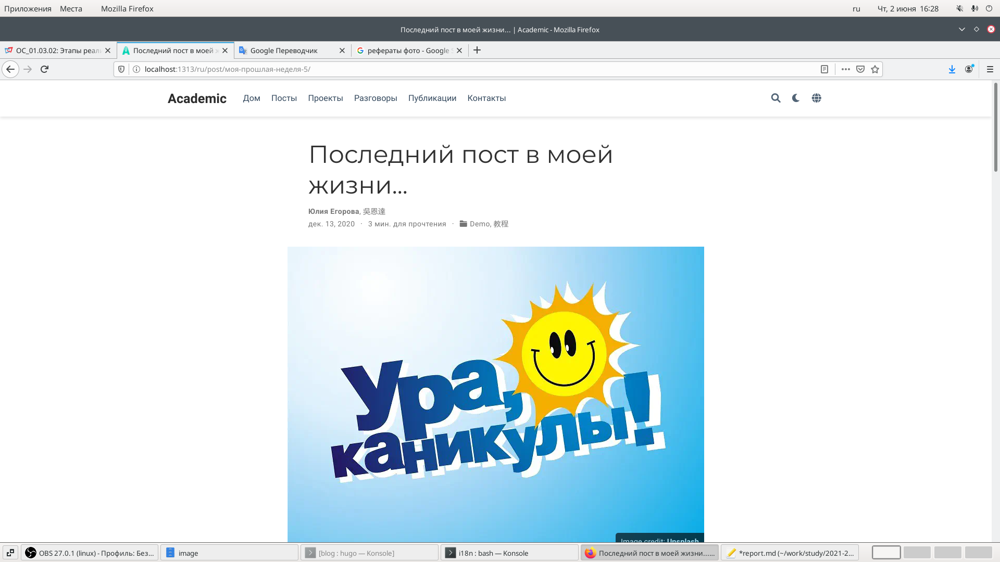 Приложения Места Mozilla Firefox ru Чт, 2 июня 16:28
Последний пост в моей жизни... | Academic - Mozilla Firefox
ОС_01.03.02: Этапы реал Последний пост в моей Google Переводчик рефераты фото - Google
localhost:1313/ru/post/моя-прошлая-неделя-5/
Academic Дом Посты Проекты Разговоры Публикации Контакты
Последний пост в моей
жизни...
Юлия Егорова, 吳恩達
дек. 13, 2020 · 3 мин. для прочтения · Demo, 教程
Ура,
каникулы!
Image credit: Unsplash
OBS 27.0.1 (linux) - Профиль: Без... image [blog : hugo — Konsole] i18n : bash — Konsole Последний пост в моей жизни...... *report.md (~/work/study/2021-2...